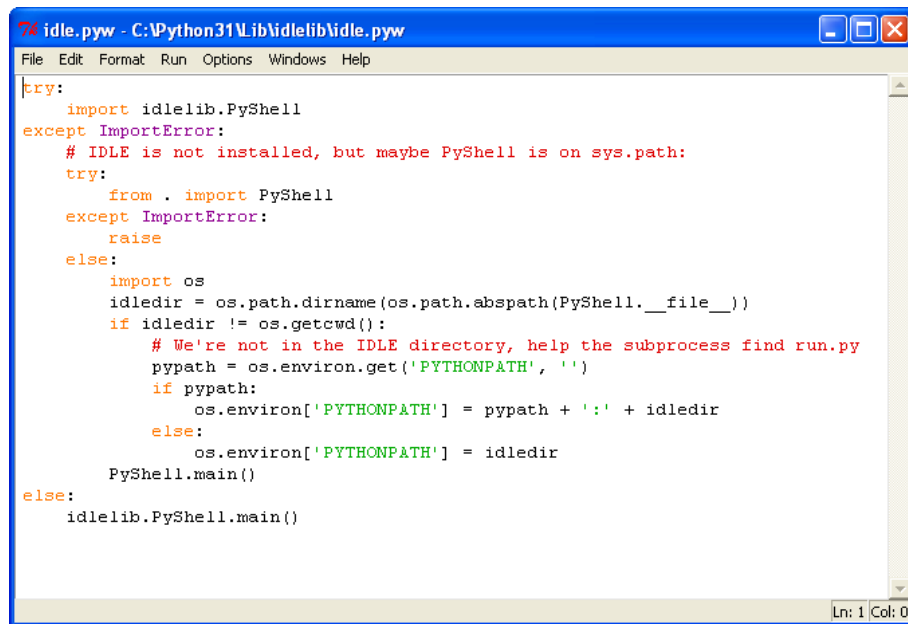 idle.pyw - C:\Python31\Lib\idlelib\idle.pyw
File Edit Format Run Options Windows Help
try:
    import idlelib.PyShell
except ImportError:
    # IDLE is not installed, but maybe PyShell is on sys.path:
    try:
        from . import PyShell
    except ImportError:
        raise
    else:
        import os
        idledir = os.path.dirname(os.path.abspath(PyShell.__file__))
        if idledir != os.getcwd():
            # We're not in the IDLE directory, help the subprocess find run.py
            pypath = os.environ.get('PYTHONPATH', '')
            if pypath:
                os.environ['PYTHONPATH'] = pypath + ':' + idledir
            else:
                os.environ['PYTHONPATH'] = idledir
        PyShell.main()
else:
    idlelib.PyShell.main()
Ln: 1 Col: 0